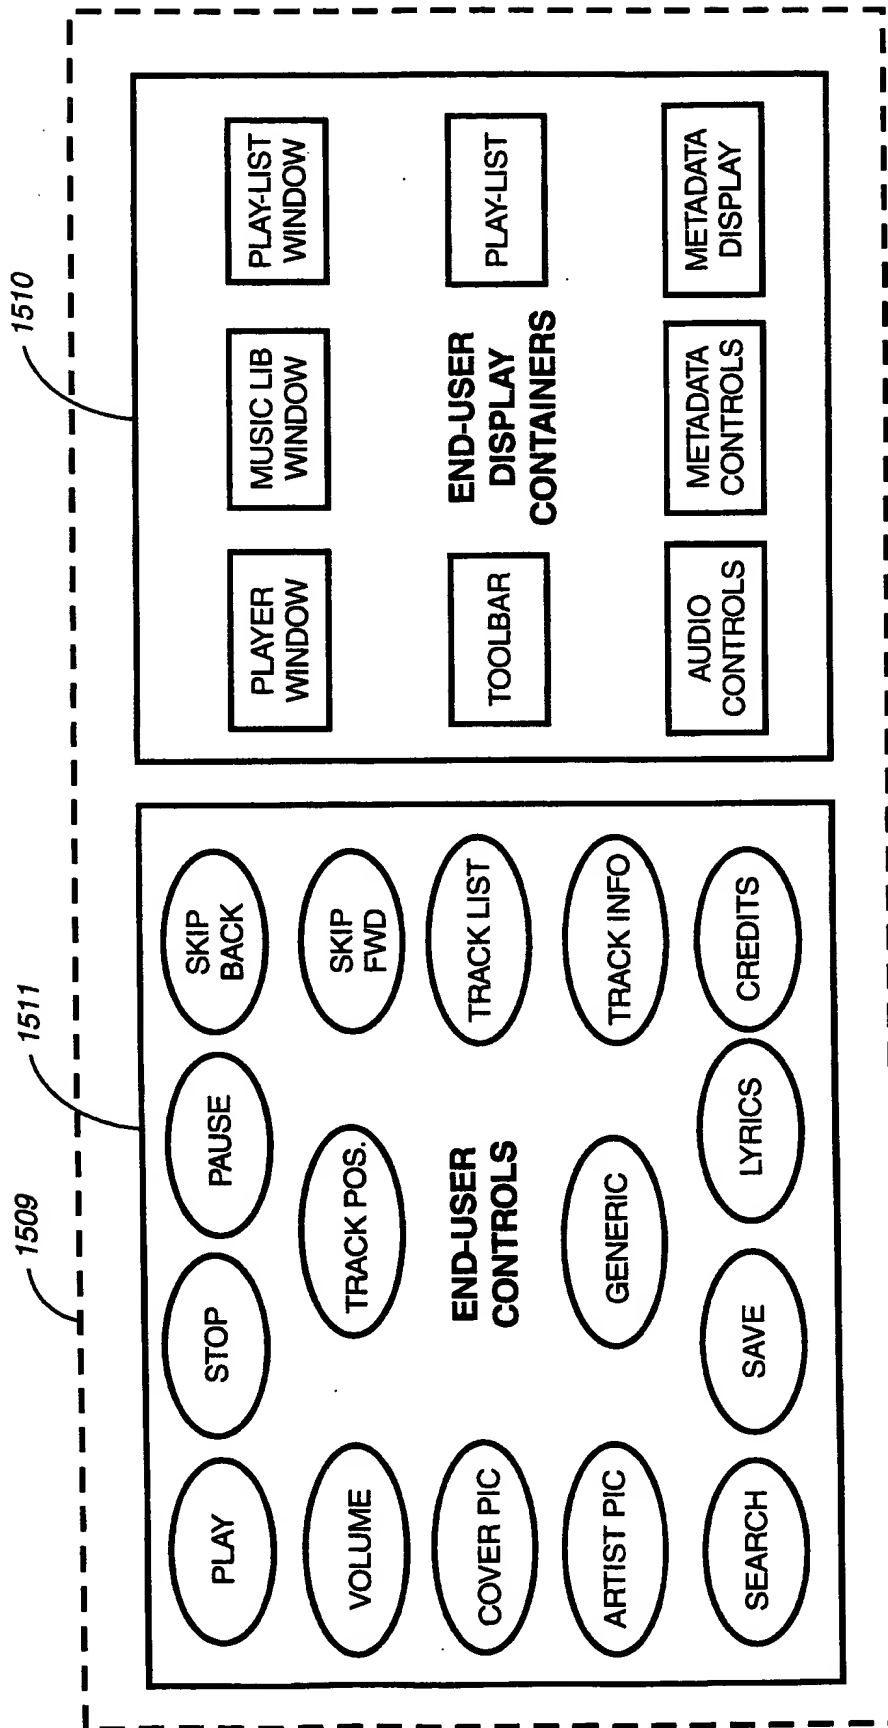 1509
1511
1510
PLAY
STOP
PAUSE
SKIP
BACK
VOLUME
TRACK POS.
SKIP
FWD
COVER PIC
END-USER
CONTROLS
TRACK LIST
ARTIST PIC
GENERIC
TRACK INFO
SEARCH
SAVE
LYRICS
CREDITS
PLAYER
WINDOW
MUSIC LIB
WINDOW
PLAY-LIST
WINDOW
TOOLBAR
END-USER
DISPLAY
CONTAINERS
PLAY-LIST
AUDIO
CONTROLS
METADATA
CONTROLS
METADATA
DISPLAY